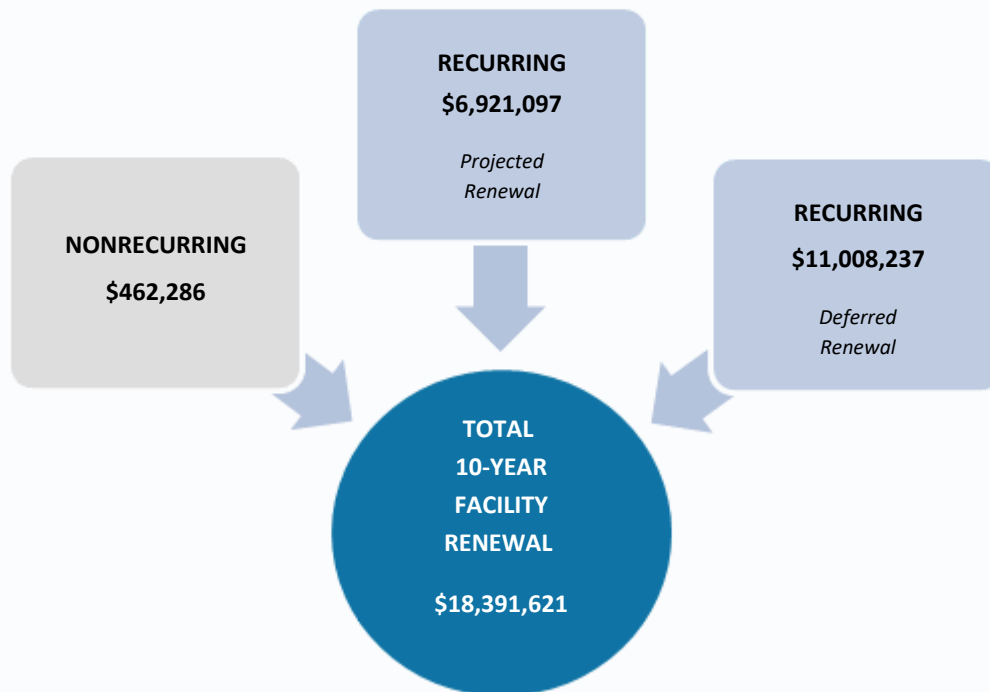 RECURRING
$6,921,097
Projected
Renewal
NONRECURRING
$462,286
RECURRING
$11,008,237
Deferred
Renewal
TOTAL
10-YEAR
FACILITY
RENEWAL
$18,391,621